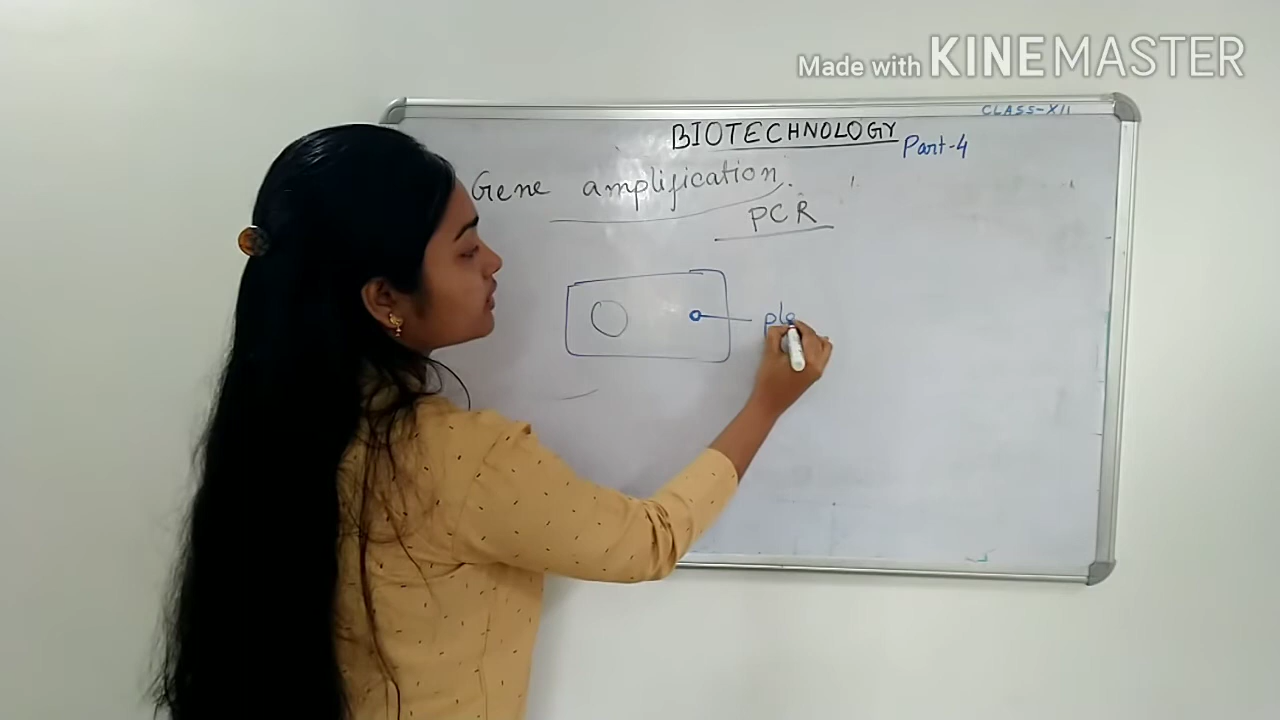 Made with KINEMASTER
CLASS-XII
BIOTECHNOLOGY
Part-4
Gene amplification.
PCR
pla